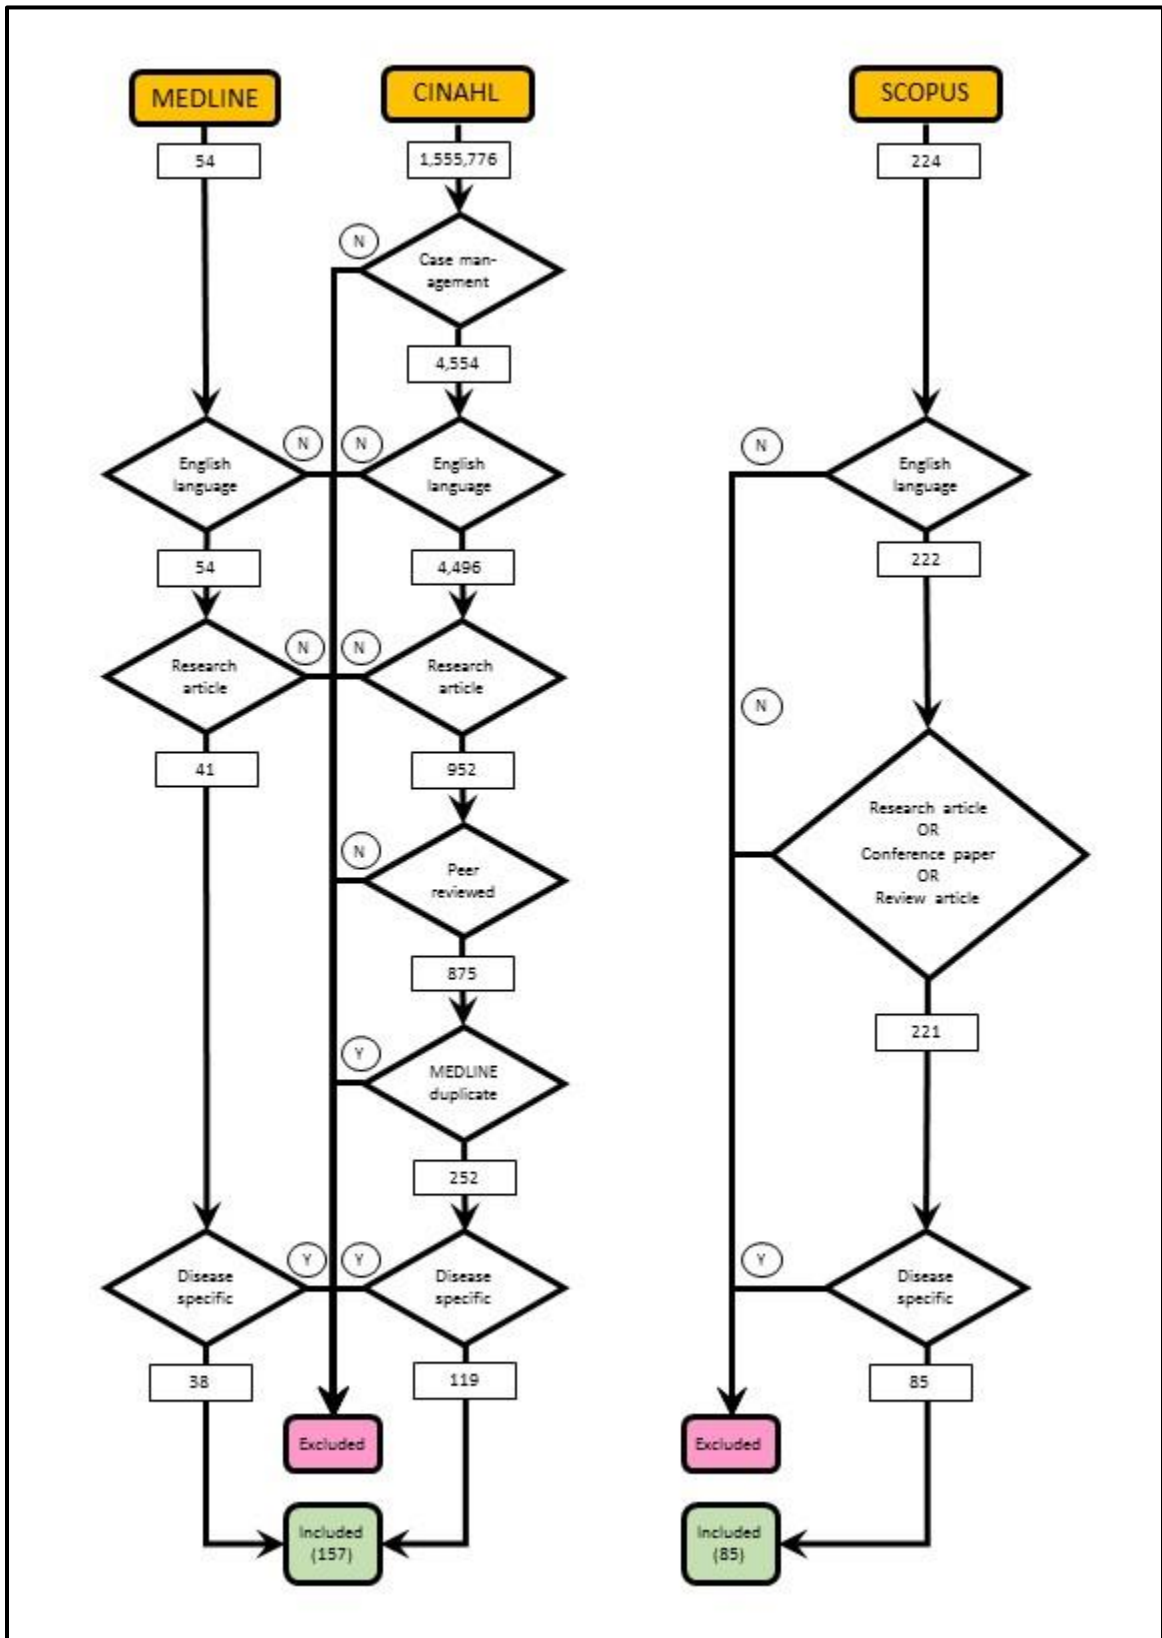 MEDLINE
CINAHL
SCOPUS
54
1,555,776
224
N
Case man-
agement
4,554
N
N
N
English
language
English
language
English
language
54
4,496
222
N
N
N
Research
article
Research
article
41
952
Research article
OR
Conference paper
OR
Review article
N
Peer
reviewed
875
221
Y
MEDLINE
duplicate
252
Y
Y
Y
Disease
specific
Disease
specific
Disease
specific
38
119
85
Excluded
Excluded
Included
(157)
Included
(85)